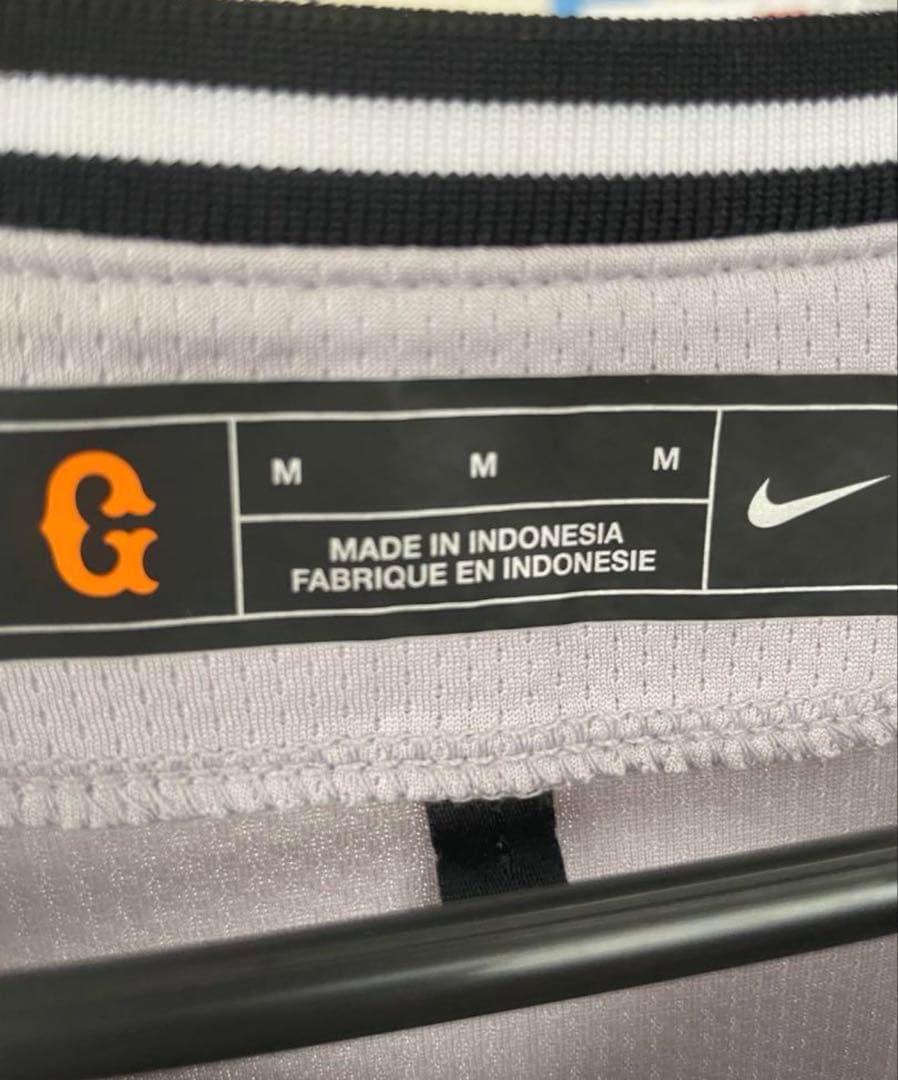 G
M M M
MADE IN INDONESIA
FABRIQUE EN INDONESIE